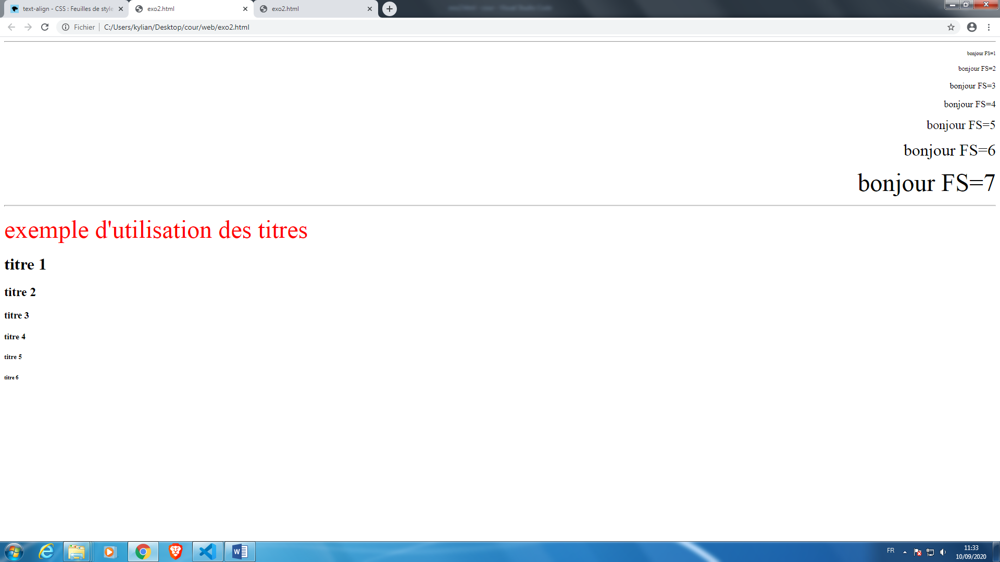 text-align - CSS : Feuilles de style
exo2.html
exo2.html
Fichier
C:/Users/kylian/Desktop/cour/web/exo2.html
bonjour FS=1
bonjour FS=2
bonjour FS=3
bonjour FS=4
bonjour FS=5
bonjour FS=6
bonjour FS=7
exemple d'utilisation des titres
titre 1
titre 2
titre 3
titre 4
titre 5
titre 6
FR
11:33
10/09/2020